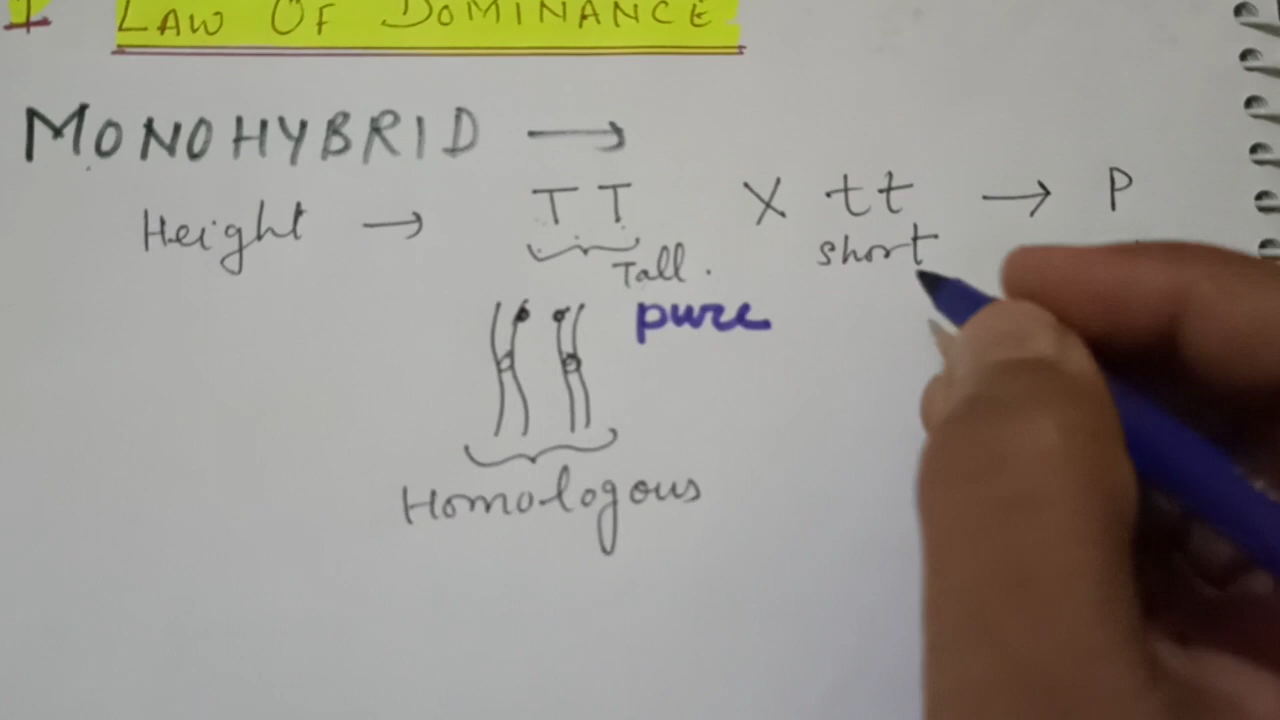 I LAW OF DOMINANCE
MONOHYBRID →
Height → TT X tt → P
Tall. short
pure
Homologous